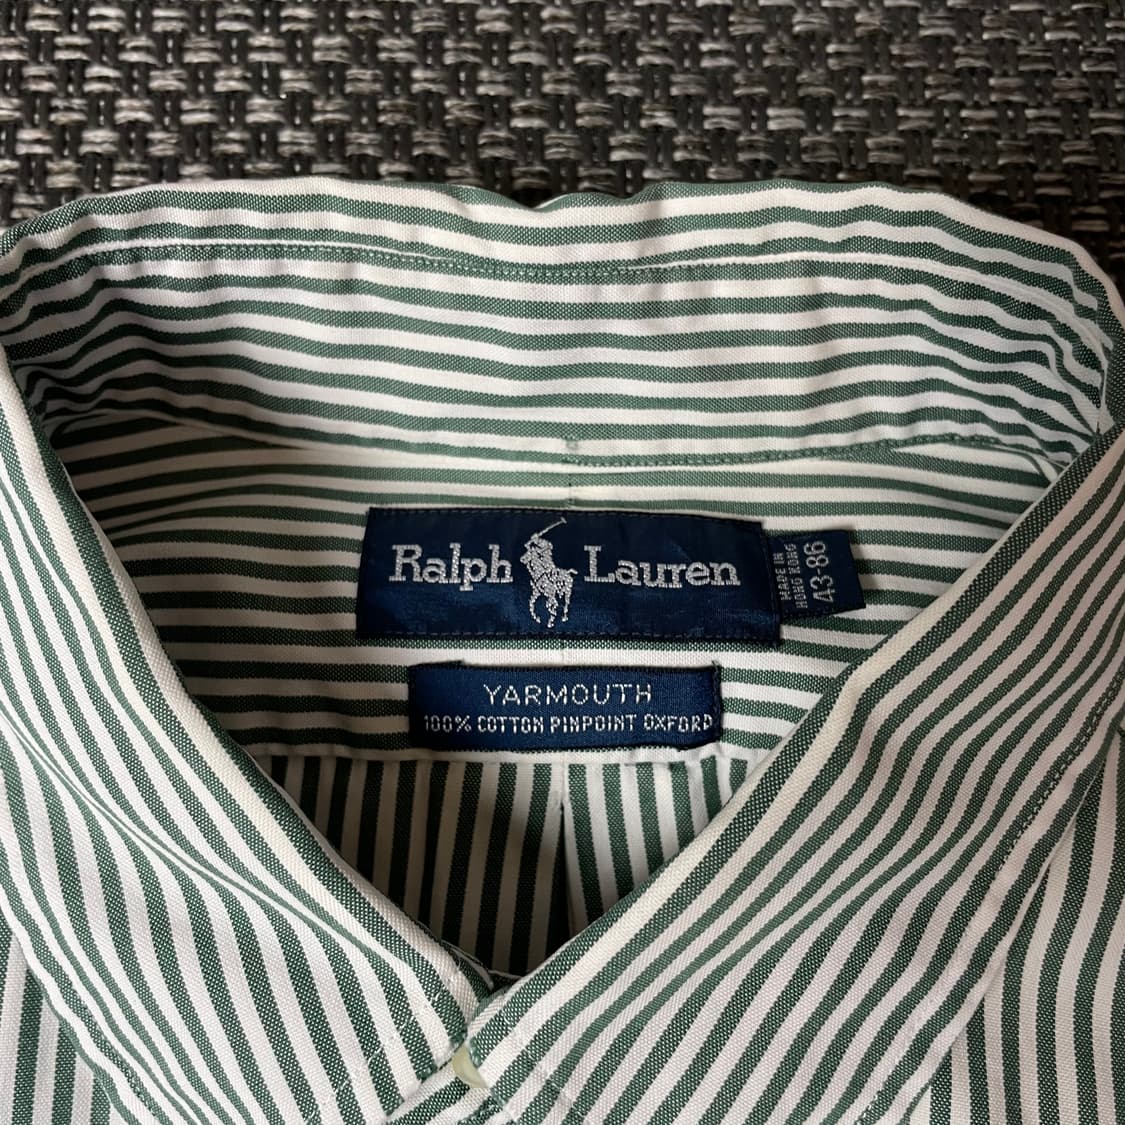 Ralph Lauren
MADE IN
HONG KONG
43-86
YARMOUTH
100% COTTON PINPOINT OXFORD